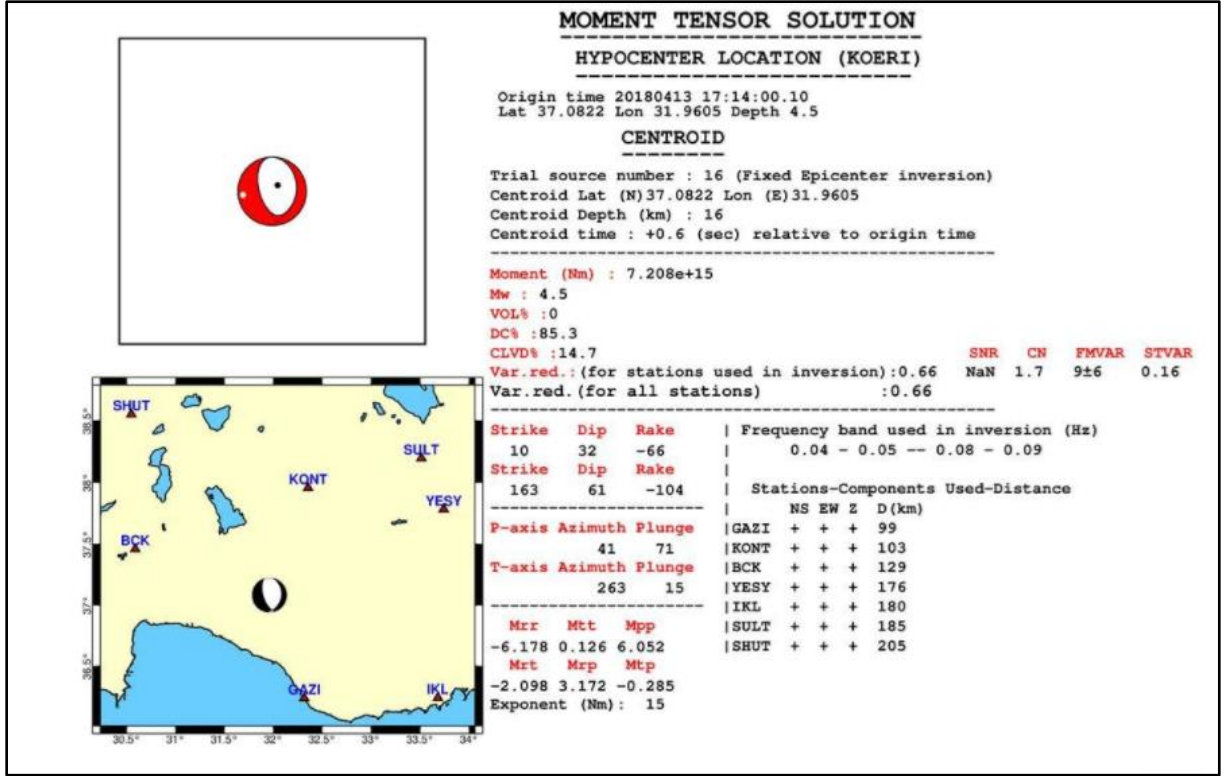 MOMENT TENSOR SOLUTION
HYPOCENTER LOCATION (KOERI)
Origin time 20180413 17:14:00.10
Lat 37.0822 Lon 31.9605 Depth 4.5
CENTROID
Trial source number : 16 (Fixed Epicenter inversion)
Centroid Lat (N)37.0822 Lon (E)31.9605
Centroid Depth (km) : 16
Centroid time : +0.6 (sec) relative to origin time
Moment (Nm) : 7.208e+15
Mw : 4.5
VOL% :0
DC% :85.3
CLVD% :14.7 SNR CN FMVAR STVAR
Var.red.:(for stations used in inversion):0.66 NaN 1.7 9±6 0.16
Var.red.(for all stations) :0.66
Strike Dip Rake | Frequency band used in inversion (Hz)
10 32 -66 | 0.04 - 0.05 -- 0.08 - 0.09
Strike Dip Rake |
163 61 -104 | Stations-Components Used-Distance
| NS EW Z D(km)
P-axis Azimuth Plunge |GAZI + + + 99
41 71 |KONT + + + 103
T-axis Azimuth Plunge |BCK + + + 129
263 15 |YESY + + + 176
|IKL + + + 180
Mrr Mtt Mpp |SULT + + + 185
-6.178 0.126 6.052 |SHUT + + + 205
Mrt Mrp Mtp
-2.098 3.172 -0.285
Exponent (Nm): 15
SHUT
SULT
KONT
YESY
BCK
GAZI
IKL
38.5°
38°
37.5°
37°
36.5°
30.5° 31° 31.5° 32° 32.5° 33° 33.5° 34°